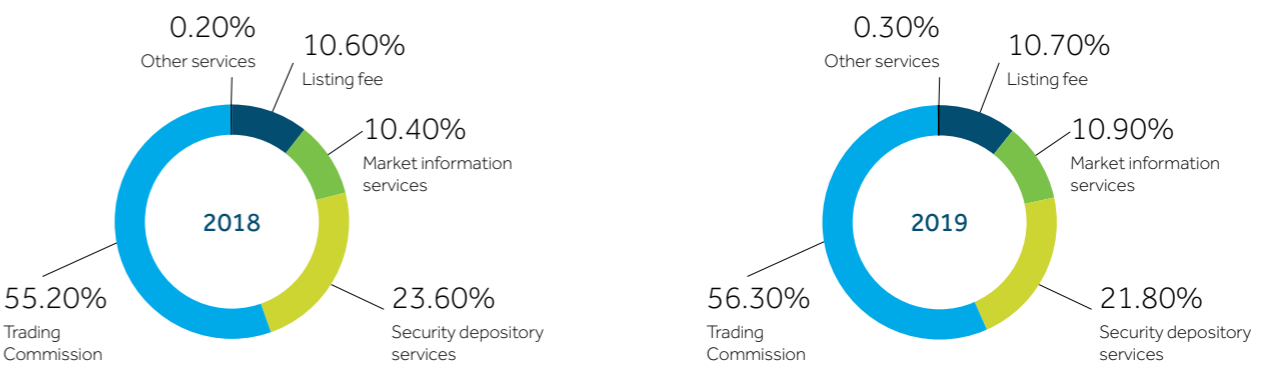 0.20%
Other services
10.60%
Listing fee
10.40%
Market information
services
2018
55.20%
Trading
Commission
23.60%
Security depository
services
0.30%
Other services
10.70%
Listing fee
10.90%
Market information
services
2019
56.30%
Trading
Commission
21.80%
Security depository
services